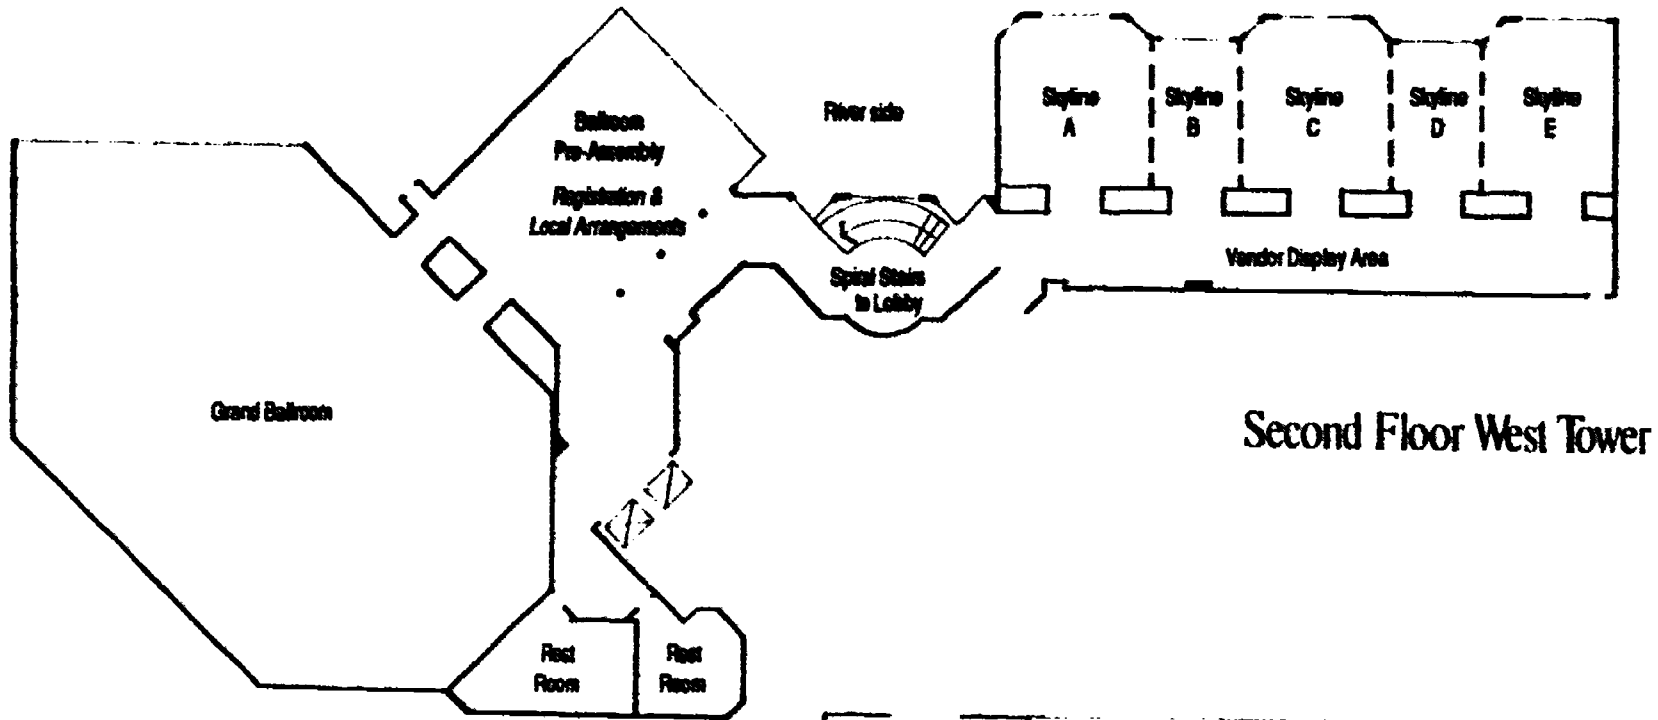 Ballroom
Pre-Assembly
Registration &
Local Arrangements
River side
Skyline
A
Skyline
B
Skyline
C
Skyline
D
Skyline
E
Spiral Stairs
to Lobby
Vendor Display Area
Grand Ballroom
Second Floor West Tower
Rest
Room
Rest
Room